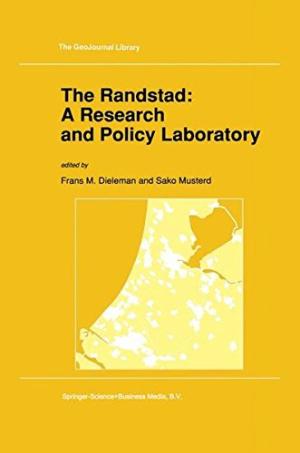 The GeoJournal Library
The Randstad:
A Research
and Policy Laboratory
edited by
Frans M. Dieleman and Sako Musterd
Springer-Science+Business Media, B.V.